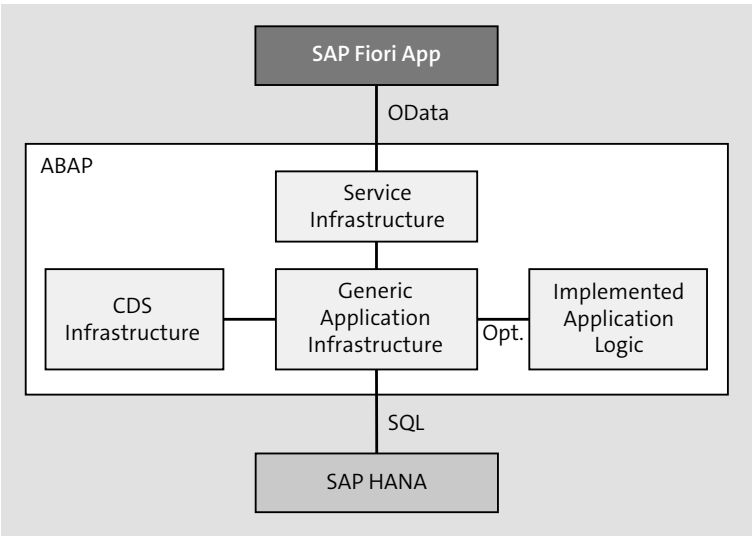 SAP Fiori App
OData
ABAP
Service
Infrastructure
CDS
Infrastructure
Generic
Application
Infrastructure
Opt.
Implemented
Application
Logic
SQL
SAP HANA